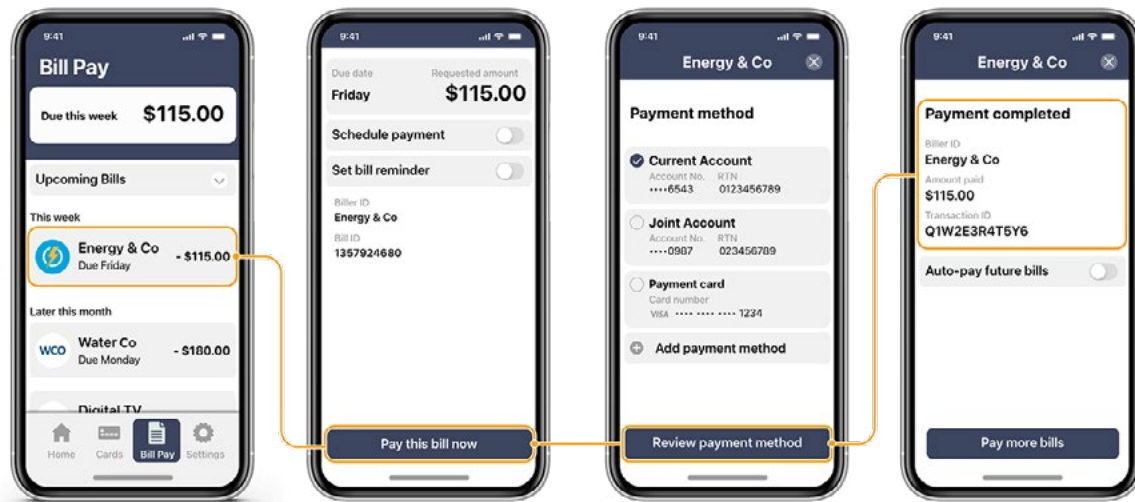 9:41
Bill Pay
Due this week $115.00
Upcoming Bills
This week
Energy & Co
Due Friday
- $115.00
Later this month
WCO
Water Co
Due Monday
- $180.00
Digital TV
Home Cards Bill Pay Settings
9:41
Due date Requested amount
Friday $115.00
Schedule payment
Set bill reminder
Biller ID
Energy & Co
Bill ID
1357924680
Pay this bill now
9:41
Energy & Co
Payment method
Current Account
Account No. RTN
••••6543 0123456789
Joint Account
Account No. RTN
••••0987 023456789
Payment card
Card number
VISA •••• •••• •••• 1234
Add payment method
Review payment method
9:41
Energy & Co
Payment completed
Biller ID
Energy & Co
Amount paid
$115.00
Transaction ID
Q1W2E3R4T5Y6
Auto-pay future bills
Pay more bills